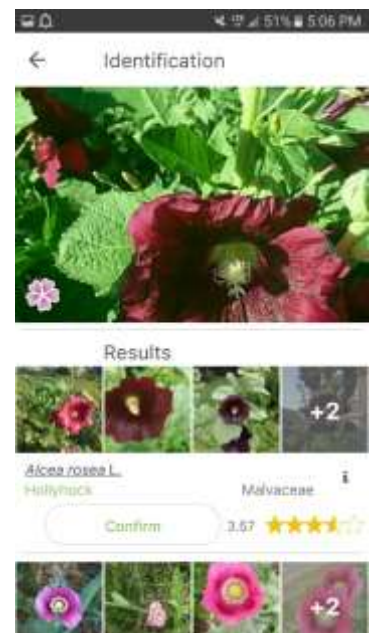 51% 5:06 PM
Identification
Results
+2
Alcea rosea L.
Hollyhock
Malvaceae
i
Confirm
3.57
+2